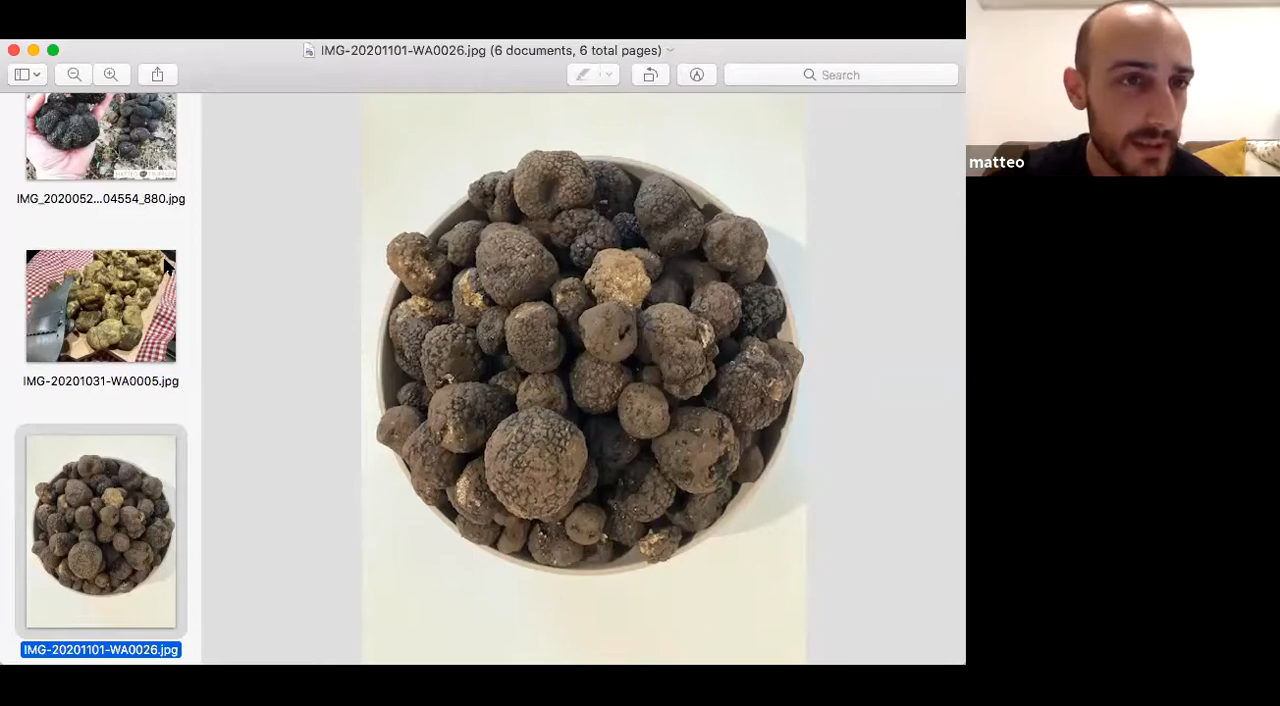 IMG-20201101-WA0026.jpg (6 documents, 6 total pages)
Search
IMG_2020052...04554_880.jpg
IMG-20201031-WA0005.jpg
IMG-20201101-WA0026.jpg
matteo